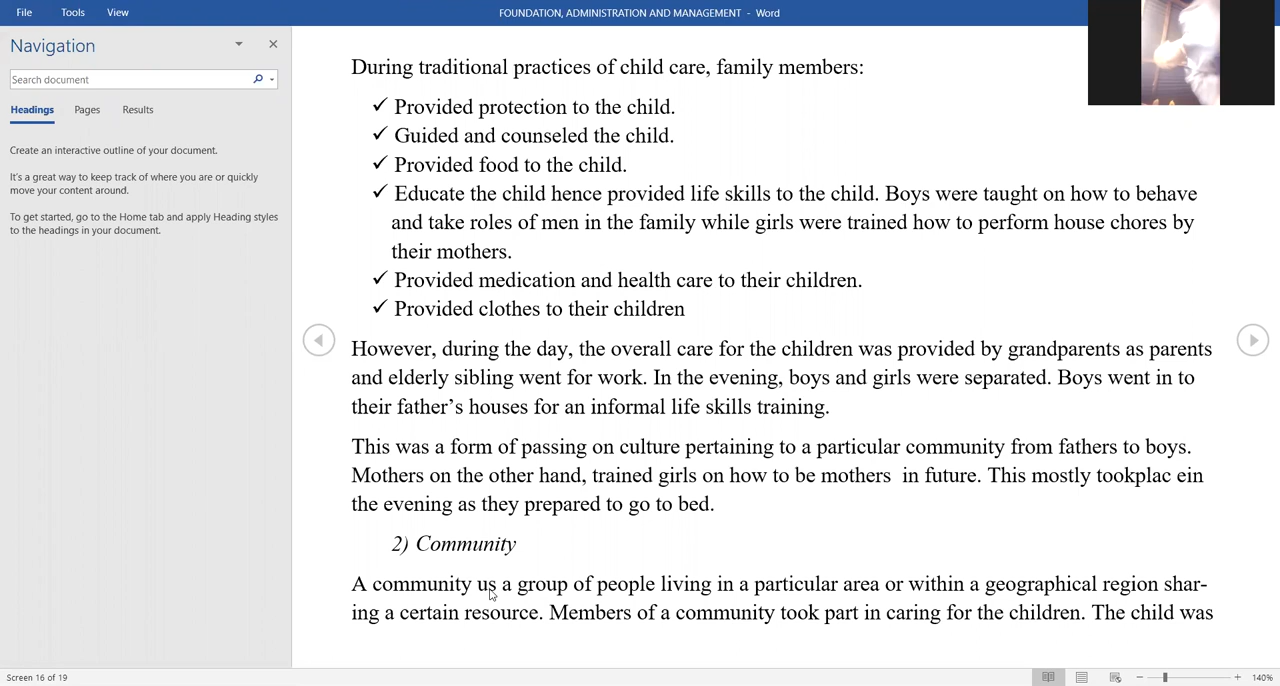 File Tools View FOUNDATION, ADMINISTRATION AND MANAGEMENT - Word
Navigation
Search document
Headings Pages Results
Create an interactive outline of your document.
It's a great way to keep track of where you are or quickly
move your content around.
To get started, go to the Home tab and apply Heading styles
to the headings in your document.
During traditional practices of child care, family members:
✓ Provided protection to the child.
✓ Guided and counseled the child.
✓ Provided food to the child.
✓ Educate the child hence provided life skills to the child. Boys were taught on how to behave
and take roles of men in the family while girls were trained how to perform house chores by
their mothers.
✓ Provided medication and health care to their children.
✓ Provided clothes to their children
However, during the day, the overall care for the children was provided by grandparents as parents
and elderly sibling went for work. In the evening, boys and girls were separated. Boys went in to
their father's houses for an informal life skills training.
This was a form of passing on culture pertaining to a particular community from fathers to boys.
Mothers on the other hand, trained girls on how to be mothers  in future. This mostly tookplac ein
the evening as they prepared to go to bed.
2) Community
A community us a group of people living in a particular area or within a geographical region shar-
ing a certain resource. Members of a community took part in caring for the children. The child was
Screen 16 of 19 140%